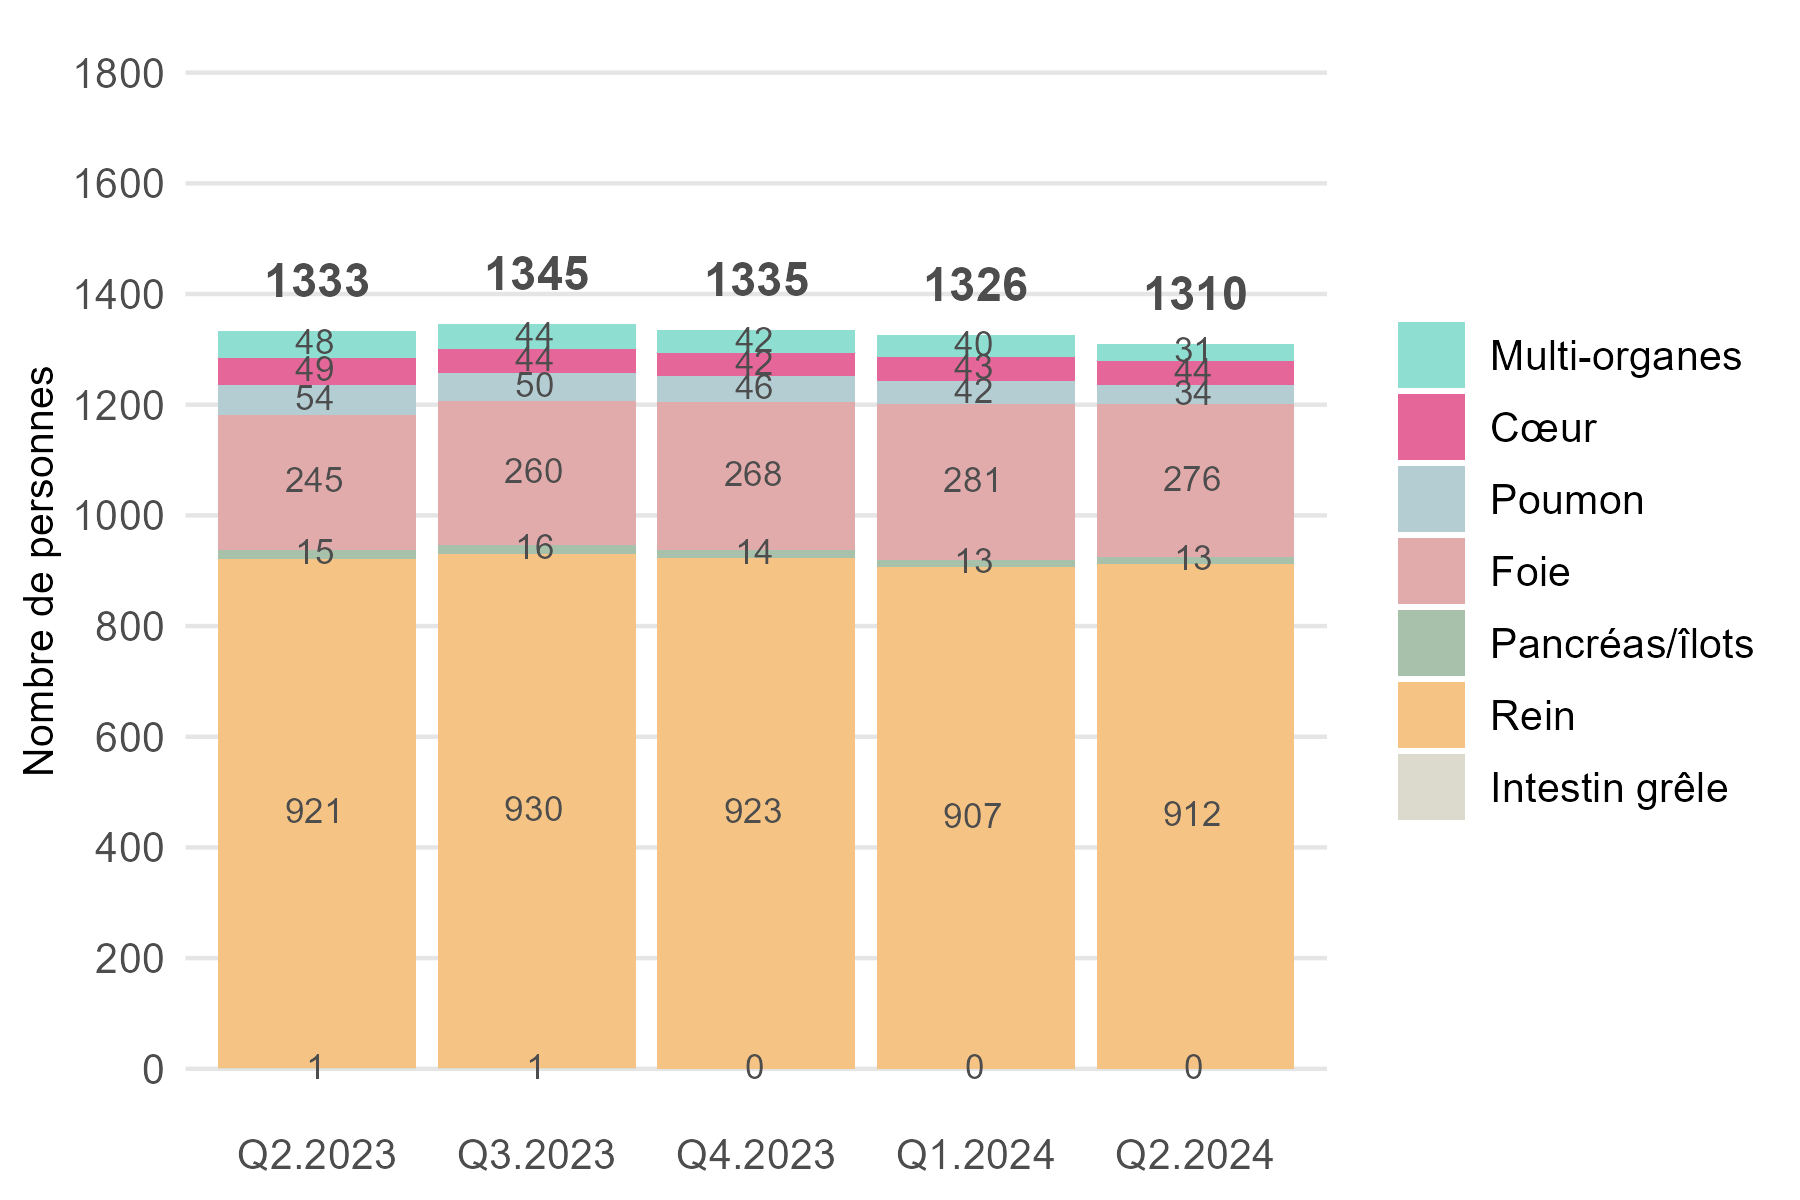 Nombre de personnes
1800
1600
1400
1200
1000
800
600
400
200
0
1333 1345 1335 1326 1310
48 44 42 40 31
49 44 42 43 44
54 50 46 42 34
245 260 268 281 276
15 16 14 13 13
921 930 923 907 912
1 1 0 0 0
Q2.2023 Q3.2023 Q4.2023 Q1.2024 Q2.2024
Multi-organes
Cœur
Poumon
Foie
Pancréas/îlots
Rein
Intestin grêle